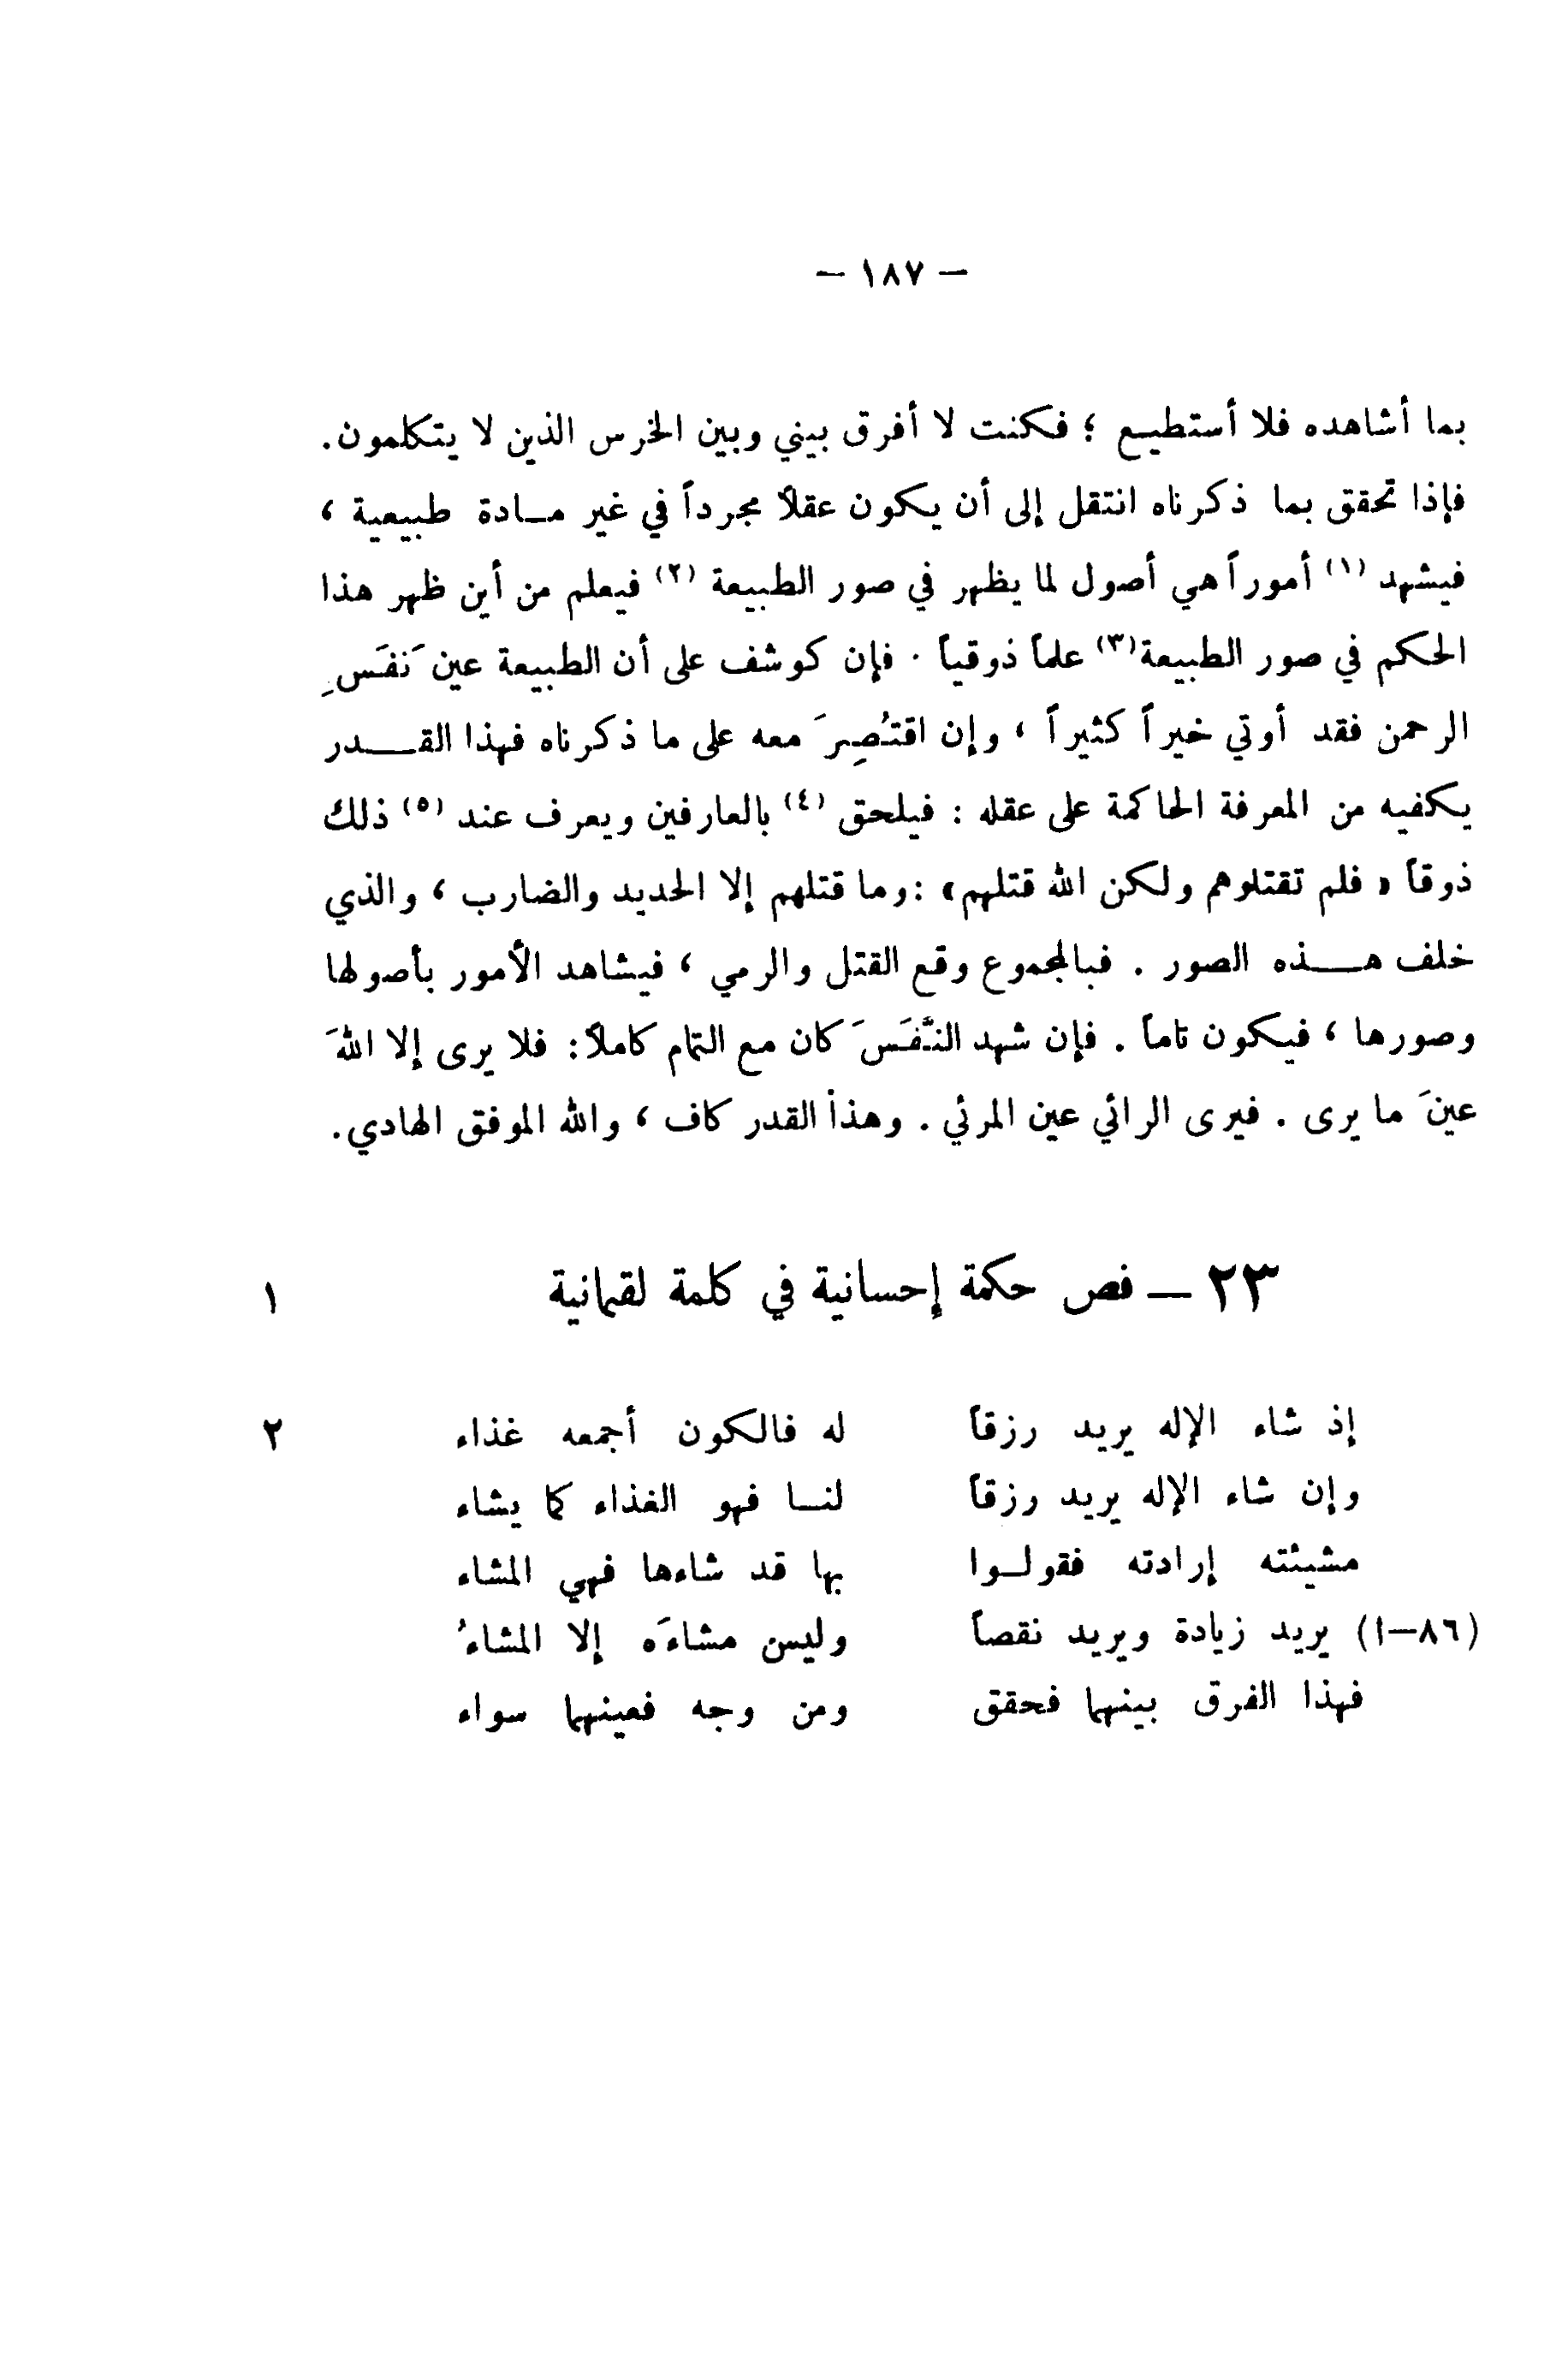 — ١٨٧ —
بما أشاهده فلا أستطيع ؛ فكنت لا أفرق بيني وبين الخرس الذين لا يتكلمون.
فإذا تحقق بما ذكرناه انتقل إلى أن يكون عقلاً مجرداً في غير مادة طبيعية ،
فيشهد (١) أموراً هي أصول لما يظهر في صور الطبيعة (٢) فيعلم من أين ظهر هذا
الحكم في صور الطبيعة(٣) علماً ذوقياً . فإن كوشف على أن الطبيعة عين نَفَسِ
الرحمن فقد أوتي خيراً كثيراً ، وإن اقتُصِرَ معه على ما ذكرناه فهذا القدر
يكفيه من المعرفة الحاكمة على عقله : فيلحق (٤) بالعارفين ويعرف عند (٥) ذلك
ذوقاً « فلم تقتلوهم ولكن الله قتلهم» :وما قتلهم إلا الحديد والضارب ، والذي
خلف هذه الصور . فبالمجموع وقع القتل والرمي ، فيشاهد الأمور بأصولها
وصورها ، فيكون تاماً . فإن شهد النَّفَسَ كان مع التمام كاملاً: فلا يرى إلا اللهَ
عينَ ما يرى . فيرى الرائي عين المرئي . وهذا القدر كاف ، والله الموفق الهادي.
٢٣ — فص حكمة إحسانية في كلمة لقمانية ١
إذ شاء الإله يريد رزقاً له فالكون أجمعه غذاء ٢
وإن شاء الإله يريد رزقاً لنا فهو الغذاء كما يشاء
مشيئته إرادته فقولوا بها قد شاءها فهي المشاء
(٨٦—ا) يريد زيادة ويريد نقصاً وليس مشاءَه إلا المشاءُ
فهذا الفرق بينهما فحقق ومن وجه فعينهما سواء